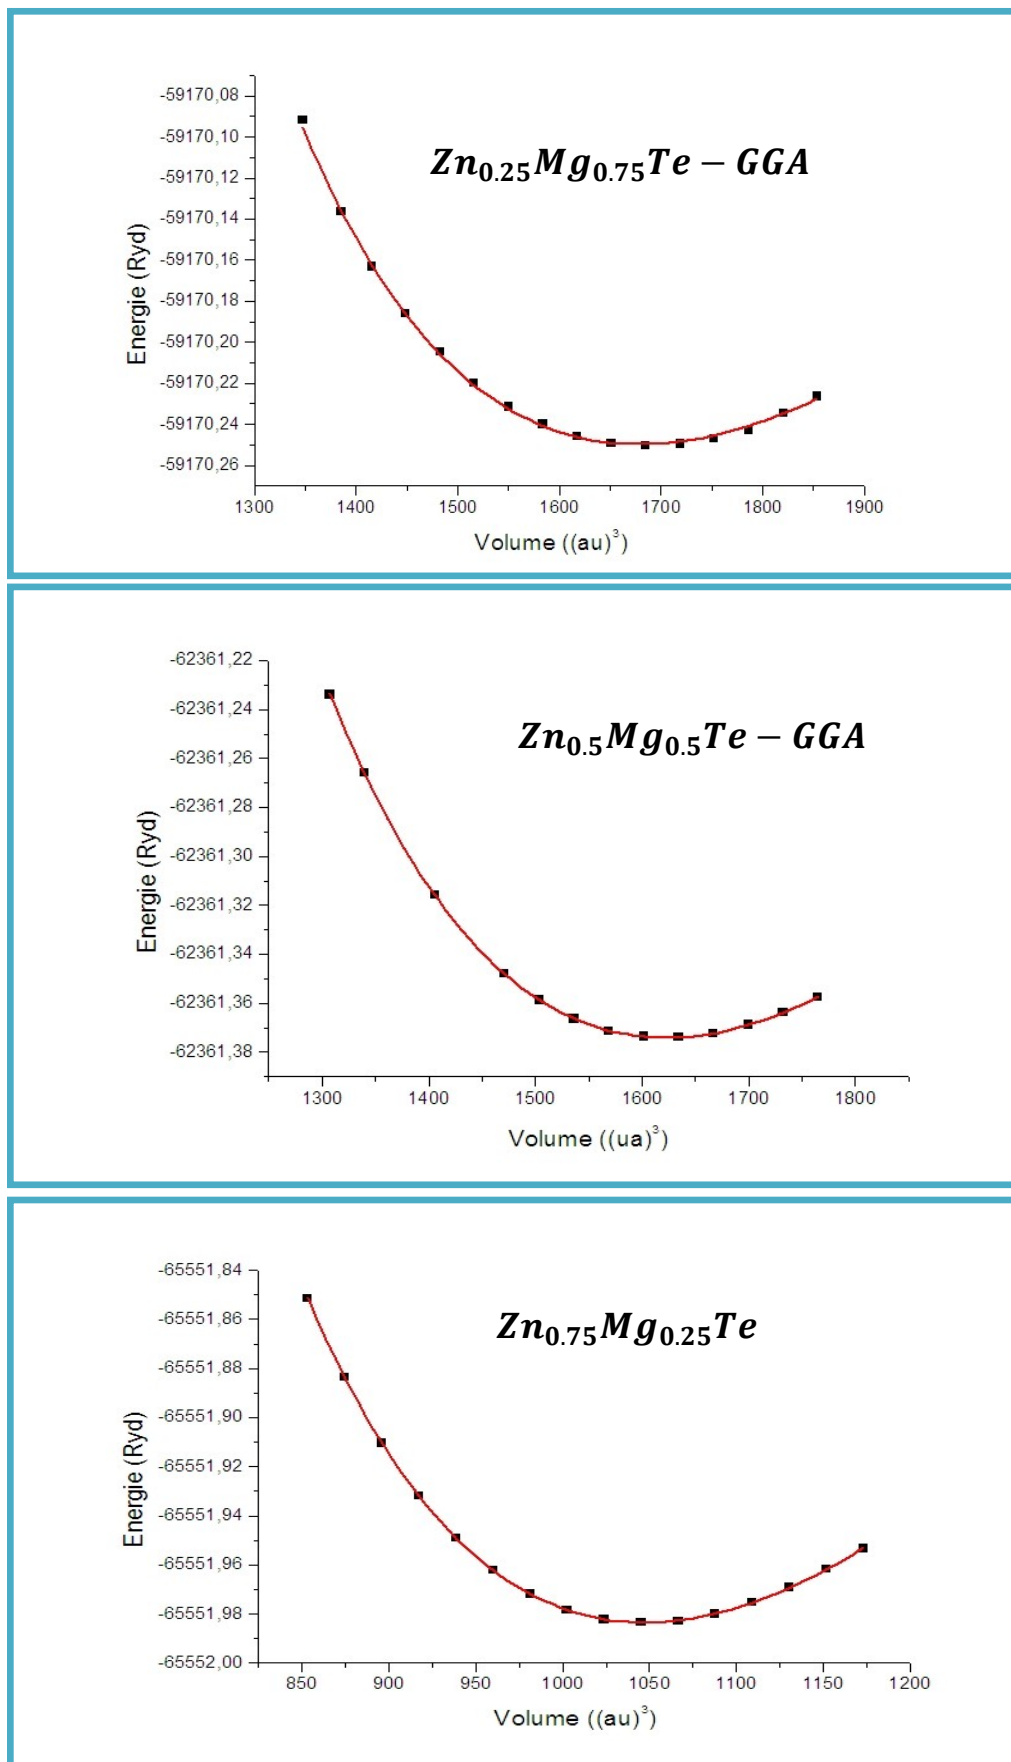 -59170,08
-59170,10
-59170,12
-59170,14
-59170,16
-59170,18
-59170,20
-59170,22
-59170,24
-59170,26
Energie (Ryd)
Zn0.25Mg0.75Te – GGA
1300 1400 1500 1600 1700 1800 1900
Volume ((au)3)
-62361,22
-62361,24
-62361,26
-62361,28
-62361,30
-62361,32
-62361,34
-62361,36
-62361,38
Energie (Ryd)
Zn0.5Mg0.5Te – GGA
1300 1400 1500 1600 1700 1800
Volume ((ua)3)
-65551,84
-65551,86
-65551,88
-65551,90
-65551,92
-65551,94
-65551,96
-65551,98
-65552,00
Energie (Ryd)
Zn0.75Mg0.25Te
850 900 950 1000 1050 1100 1150 1200
Volume ((au)3)